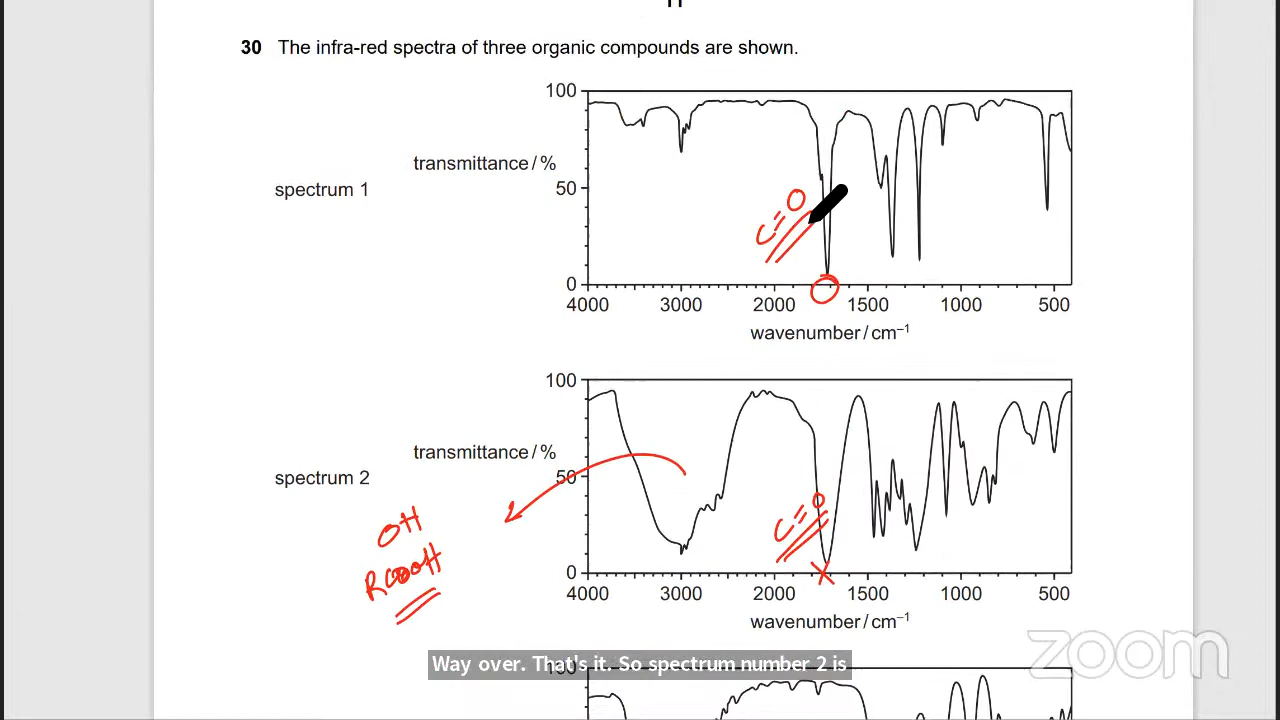 30 The infra-red spectra of three organic compounds are shown.
100
transmittance / %
spectrum 1
50
C=O
0
4000 3000 2000 1500 1000 500
wavenumber / cm⁻¹
100
transmittance / %
spectrum 2
50
C=O
OH
RCOOH
0
4000 3000 2000 1500 1000 500
wavenumber / cm⁻¹
zoom
Way over. That's it. So spectrum number 2 is
100